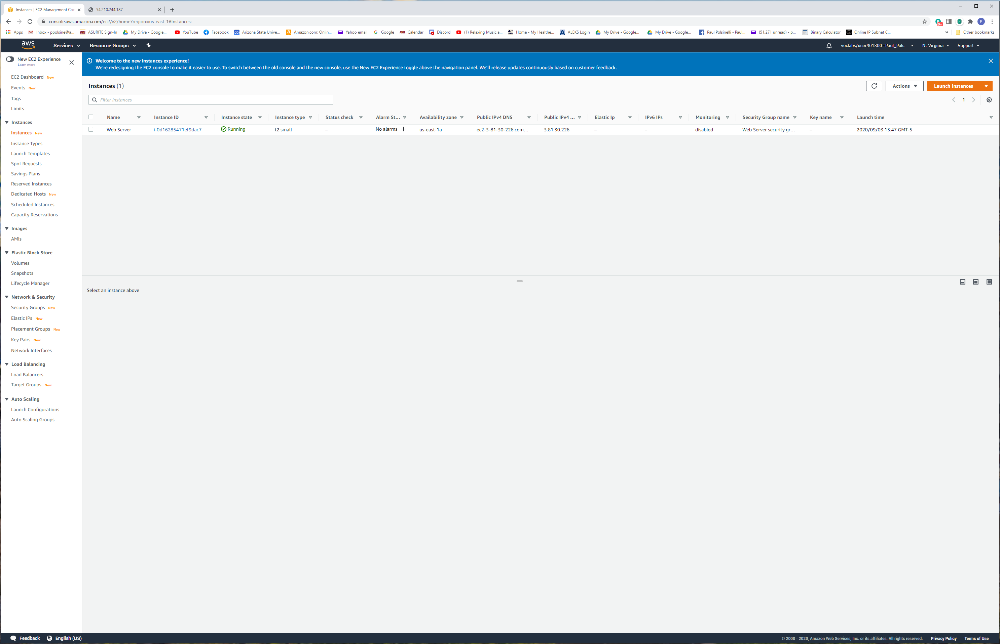 Instances | EC2 Management Con
54.210.244.187
console.aws.amazon.com/ec2/v2/home?region=us-east-1#Instances:
Apps Inbox - ppolsine@a... ASURITE Sign-In My Drive - Google... YouTube Facebook Arizona State Unive... Amazon.com: Onlin... Yahoo email Google Calendar Discord (1) Relaxing Music a... Home - My Healthe... ALEKS Login My Drive - Google... My Drive - Google... Paul Polsinelli - Paul... (51,271 unread) - p... Binary Calculator Online IP Subnet C... » Other bookmarks
aws Services Resource Groups voclabs/user901300=Paul_Pols... N. Virginia Support
New EC2 Experience
Learn more
EC2 Dashboard New
Events New
Tags
Limits
Instances
Instances New
Instance Types
Launch Templates
Spot Requests
Savings Plans
Reserved Instances
Dedicated Hosts New
Scheduled Instances
Capacity Reservations
Images
AMIs
Elastic Block Store
Volumes
Snapshots
Lifecycle Manager
Network & Security
Security Groups New
Elastic IPs New
Placement Groups New
Key Pairs New
Network Interfaces
Load Balancing
Load Balancers
Target Groups New
Auto Scaling
Launch Configurations
Auto Scaling Groups
Welcome to the new instances experience!
We're redesigning the EC2 console to make it easier to use. To switch between the old console and the new console, use the New EC2 Experience toggle above the navigation panel. We'll release updates continuously based on customer feedback.
Instances (1)
Actions Launch instances
Filter instances
1
Name Instance ID Instance state Instance type Status check Alarm St... Availability zone Public IPv4 DNS Public IPv4 ... Elastic Ip IPv6 IPs Monitoring Security Group name Key name Launch time
Web Server i-0d16285471ef9dac7 Running t2.small – No alarms + us-east-1a ec2-3-81-30-226.com... 3.81.30.226 – – disabled Web Server security gr... – 2020/09/03 13:47 GMT-5
Select an instance above
Feedback English (US) © 2008 - 2020, Amazon Web Services, Inc. or its affiliates. All rights reserved. Privacy Policy Terms of Use